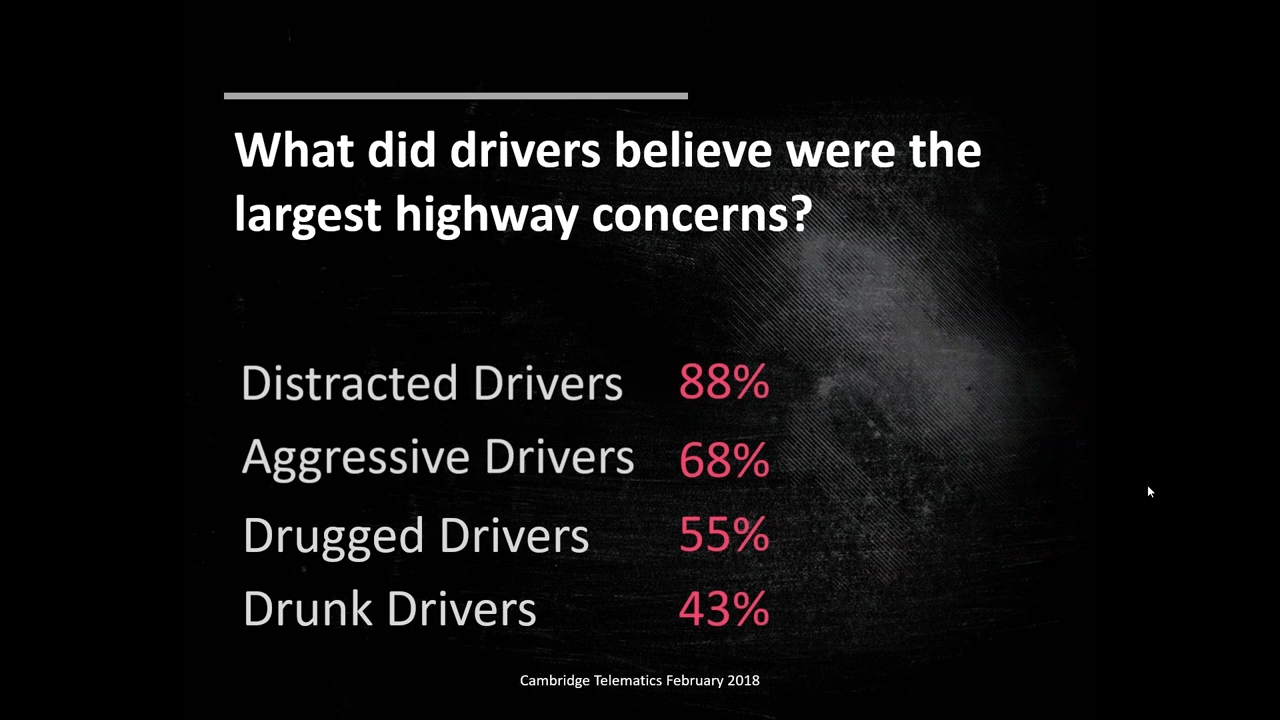 What did drivers believe were the
largest highway concerns?
Distracted Drivers 88%
Aggressive Drivers 68%
Drugged Drivers 55%
Drunk Drivers 43%
Cambridge Telematics February 2018